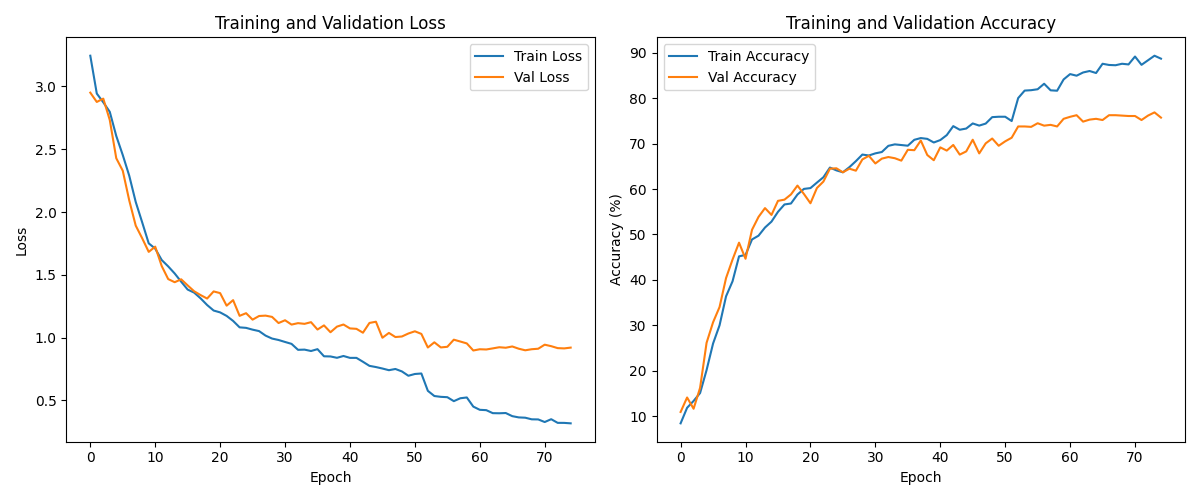 Training and Validation Loss
Train Loss
Val Loss
3.0
2.5
2.0
1.5
1.0
0.5
Loss
0 10 20 30 40 50 60 70
Epoch
Training and Validation Accuracy
Train Accuracy
Val Accuracy
90
80
70
60
50
40
30
20
10
Accuracy (%)
0 10 20 30 40 50 60 70
Epoch